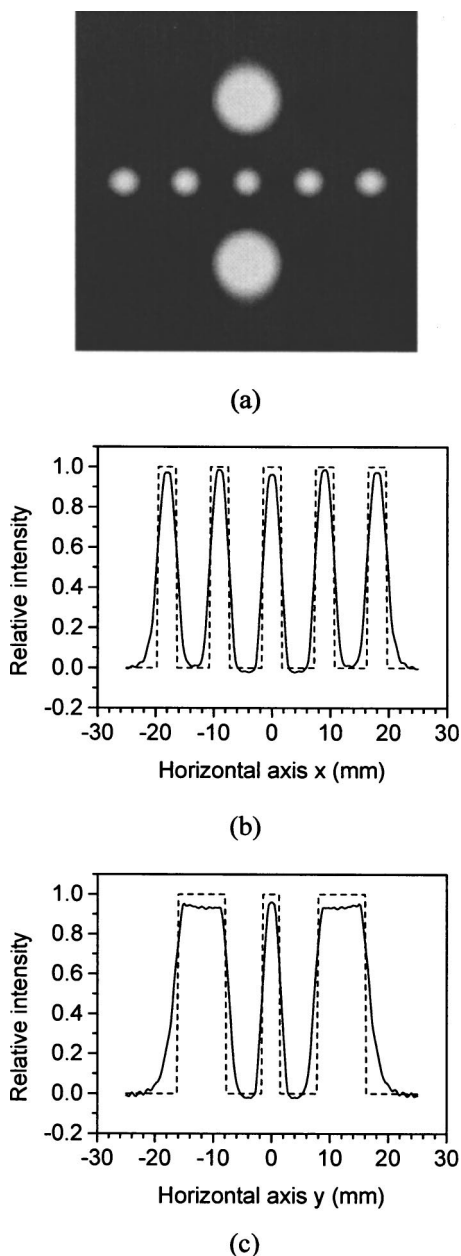 (a)
1.0
0.8
0.6
0.4
0.2
0.0
-0.2
Relative intensity
-30 -20 -10 0 10 20 30
Horizontal axis x (mm)
(b)
1.0
0.8
0.6
0.4
0.2
0.0
-0.2
Relative intensity
-30 -20 -10 0 10 20 30
Horizontal axis y (mm)
(c)